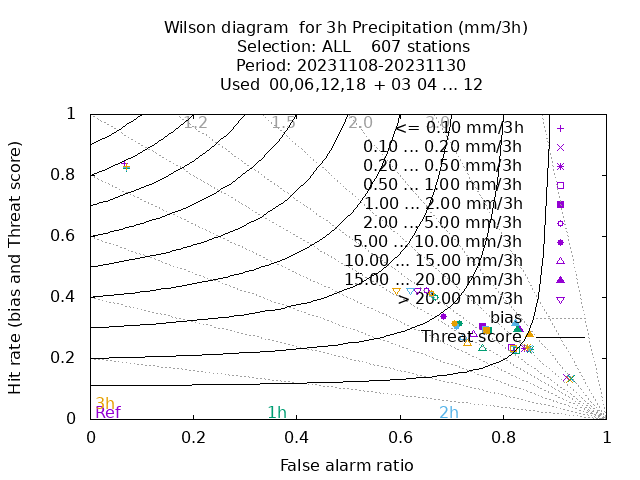 Wilson diagram  for 3h Precipitation (mm/3h)
Selection: ALL    607 stations
Period: 20231108-20231130
Used  00,06,12,18  + 03 04 ... 12
1.2 1.5 2.0 3.0
<= 0.10 mm/3h
0.10 ... 0.20 mm/3h
0.20 ... 0.50 mm/3h
0.50 ... 1.00 mm/3h
1.00 ... 2.00 mm/3h
2.00 ... 5.00 mm/3h
5.00 ... 10.00 mm/3h
10.00 ... 15.00 mm/3h
15.00 ... 20.00 mm/3h
> 20.00 mm/3h
bias
Threat score
Hit rate (bias and Threat score)
1
0.8
0.6
0.4
0.2
0
3h
Ref 1h 2h
0 0.2 0.4 0.6 0.8 1
False alarm ratio